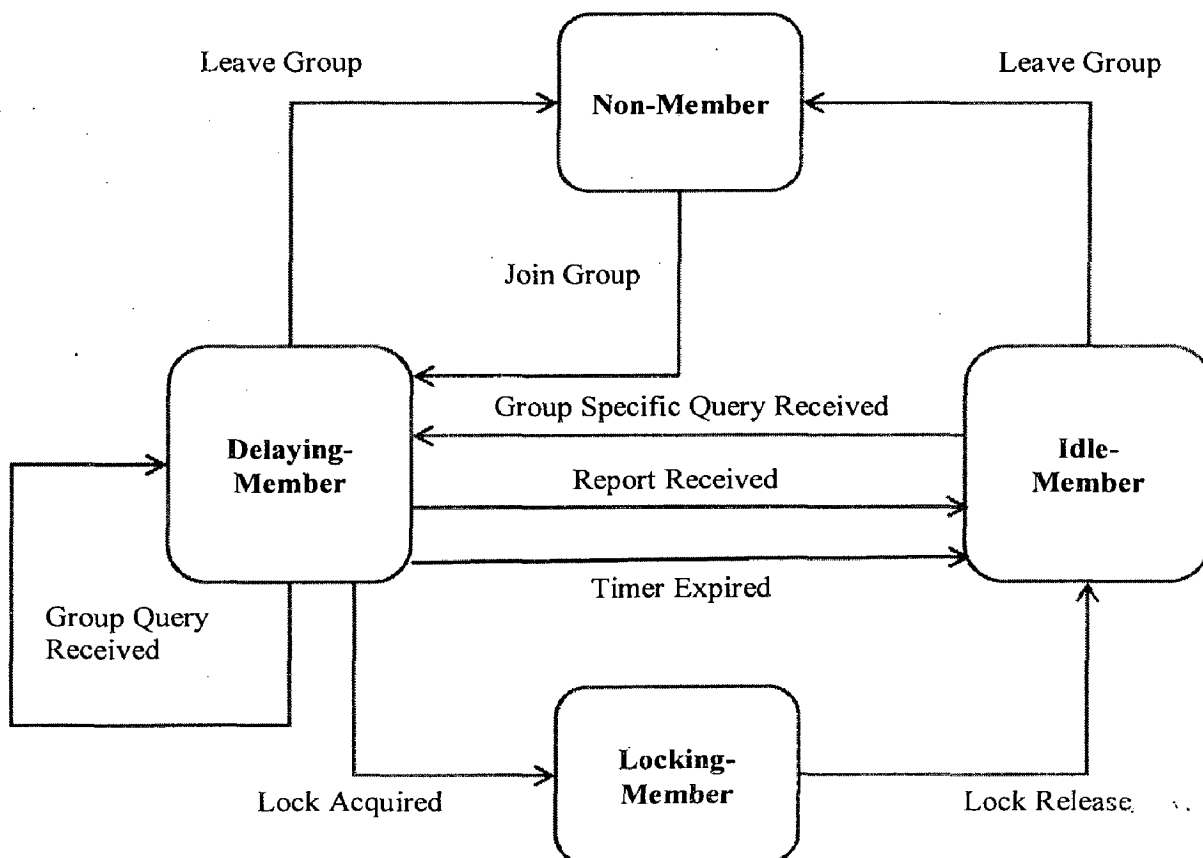 Leave Group
Leave Group
Non-Member
Join Group
Group Specific Query Received
Delaying-
Member
Idle-
Member
Report Received
Timer Expired
Group Query
Received
Locking-
Member
Lock Acquired
Lock Release